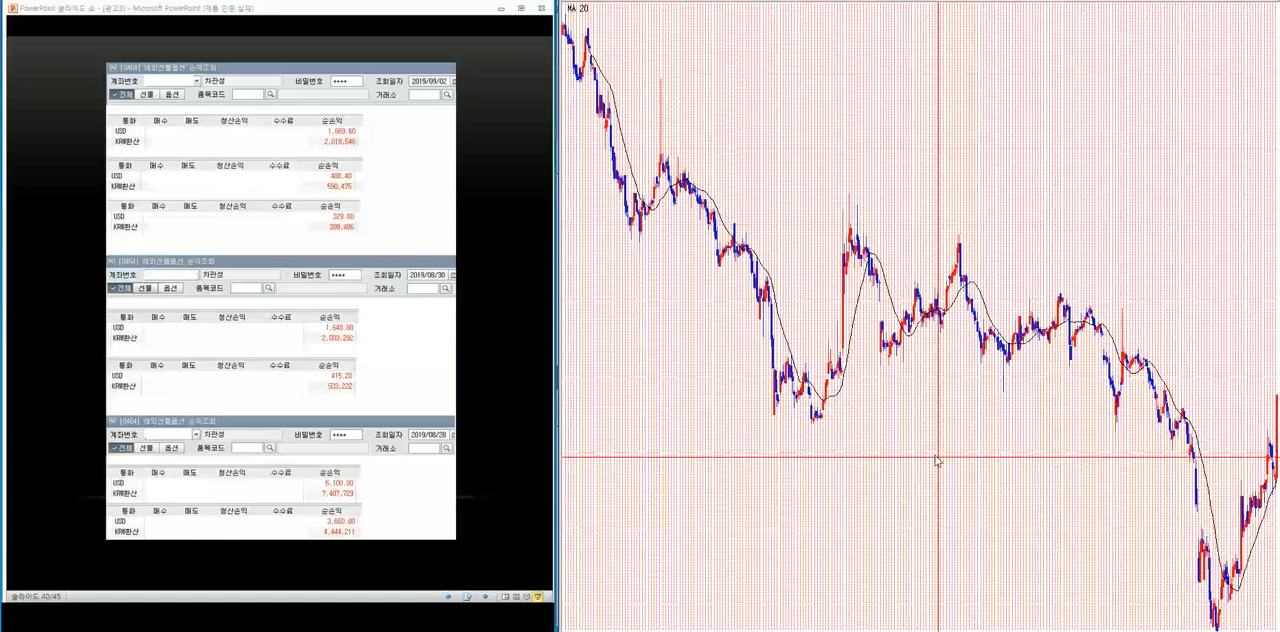 PowerPoint 슬라이드 쇼 - [광고3] - Microsoft PowerPoint (제품 인증 실패)
MA 20
[0464] 해외선물옵션 손익조회
계좌번호 차판성 비밀번호 **** 조회일자 2019/09/02
전체 선물 옵션 품목코드 거래소
통화 매수 매도 청산손익 수수료 순손익
USD 1,669.60
KRW환산 2,018,546
통화 매수 매도 청산손익 수수료 순손익
USD 488.40
KRW환산 590,475
통화 매수 매도 청산손익 수수료 순손익
USD 329.60
KRW환산 398,486
[0464] 해외선물옵션 손익조회
계좌번호 차판성 비밀번호 **** 조회일자 2019/08/30
전체 선물 옵션 품목코드 거래소
통화 매수 매도 청산손익 수수료 순손익
USD 1,648.80
KRW환산 2,003,292
통화 매수 매도 청산손익 수수료 순손익
USD 415.20
KRW환산 503,222
[0464] 해외선물옵션 손익조회
계좌번호 차판성 비밀번호 **** 조회일자 2019/08/28
전체 선물 옵션 품목코드 거래소
통화 매수 매도 청산손익 수수료 순손익
USD 6,100.80
KRW환산 7,407,729
통화 매수 매도 청산손익 수수료 순손익
USD 3,660.80
KRW환산 4,444,211
슬라이드 40/45